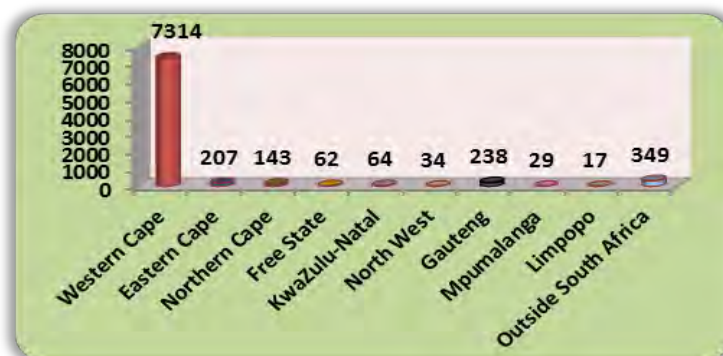 7314
8000
7000
6000
5000
4000
3000
2000
1000
0
207 143 62 64 34 238 29 17 349
Western Cape
Eastern Cape
Northern Cape
Free State
KwaZulu-Natal
North West
Gauteng
Mpumalanga
Limpopo
Outside South Africa